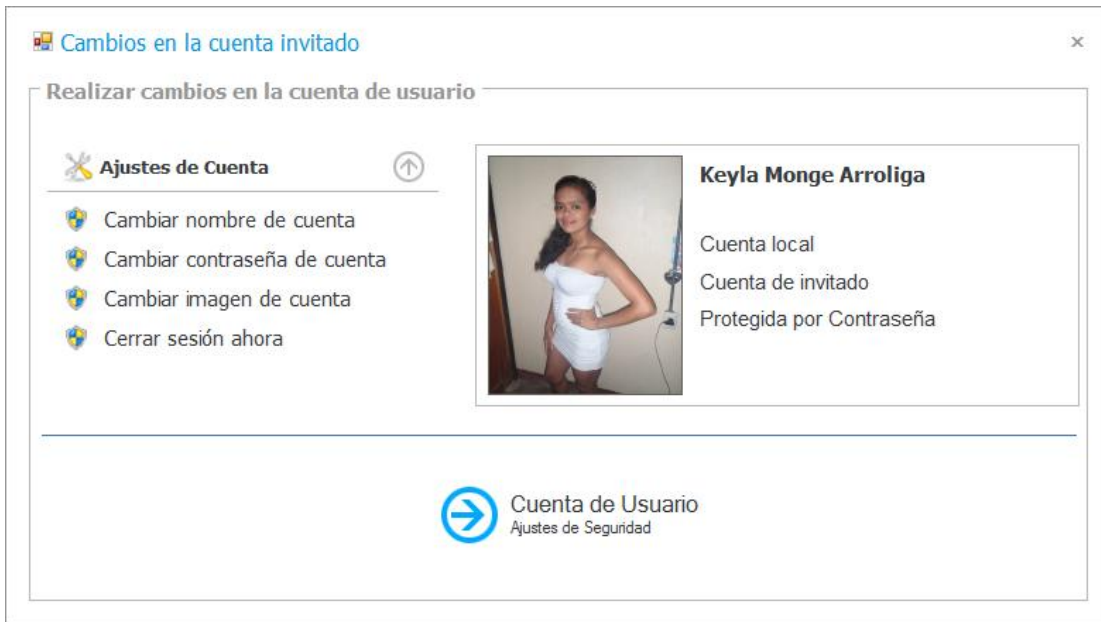 Cambios en la cuenta invitado
Realizar cambios en la cuenta de usuario
Ajustes de Cuenta
Cambiar nombre de cuenta
Cambiar contraseña de cuenta
Cambiar imagen de cuenta
Cerrar sesión ahora
Keyla Monge Arroliga
Cuenta local
Cuenta de invitado
Protegida por Contraseña
Cuenta de Usuario
Ajustes de Seguridad